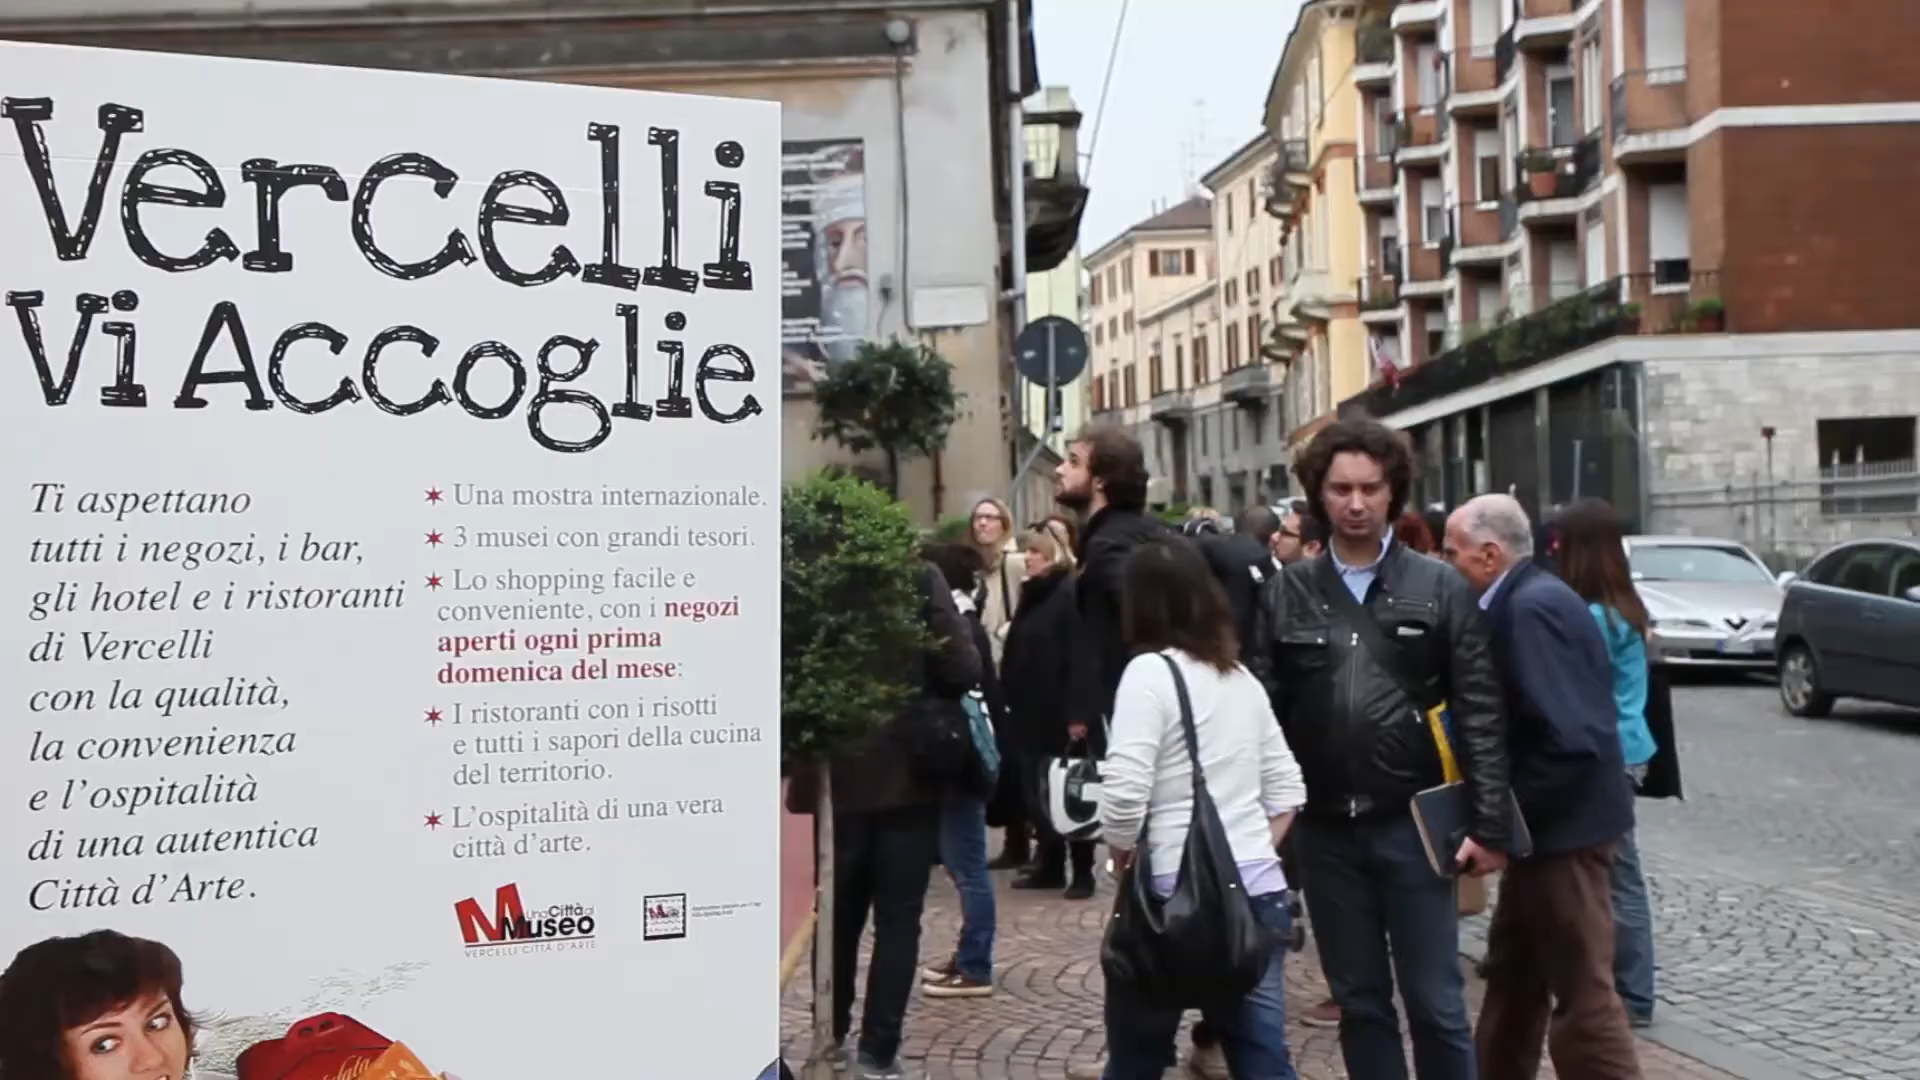 Vercelli
Vi Accoglie
Ti aspettano
tutti i negozi, i bar,
gli hotel e i ristoranti
di Vercelli
con la qualità,
la convenienza
e l'ospitalità
di una autentica
Città d'Arte.
✶ Una mostra internazionale.
✶ 3 musei con grandi tesori.
✶ Lo shopping facile e
conveniente, con i negozi
aperti ogni prima
domenica del mese:
✶ I ristoranti con i risotti
e tutti i sapori della cucina
del territorio.
✶ L'ospitalità di una vera
città d'arte.
Una Città di
Museo
VERCELLI CITTÀ D'ARTE